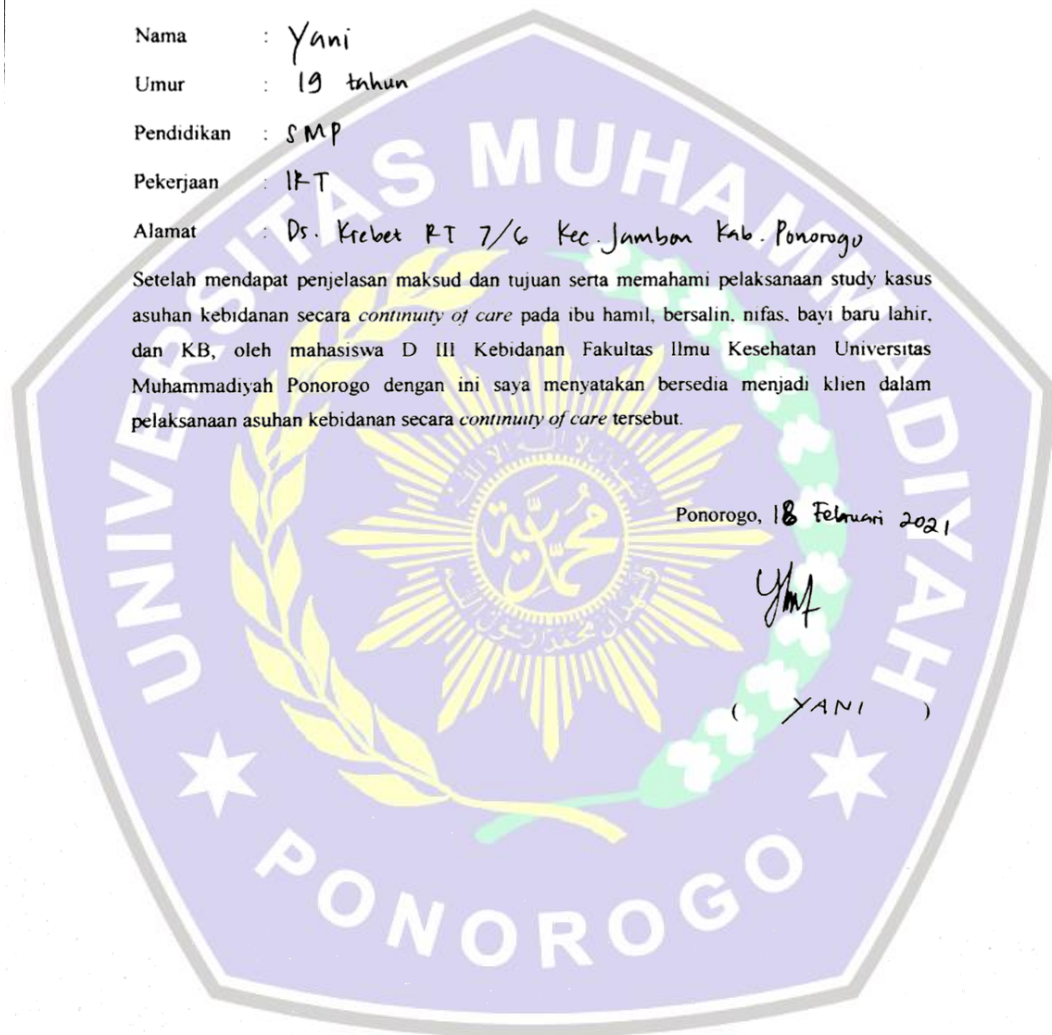 Nama : Yani
Umur : 19 tahun
Pendidikan : SMP
Pekerjaan : IRT
Alamat : Ds. Krebet RT 7/6 Kec. Jambon Kab. Ponorogo
Setelah mendapat penjelasan maksud dan tujuan serta memahami pelaksanaan study kasus
asuhan kebidanan secara continuity of care pada ibu hamil, bersalin, nifas, bayi baru lahir,
dan KB, oleh mahasiswa D III Kebidanan Fakultas Ilmu Kesehatan Universitas
Muhammadiyah Ponorogo dengan ini saya menyatakan bersedia menjadi klien dalam
pelaksanaan asuhan kebidanan secara continuity of care tersebut.
Ponorogo, 18 Februari 2021
( YANI )
UNIVERSITAS MUHAMMADIYAH
PONOROGO
محمدية